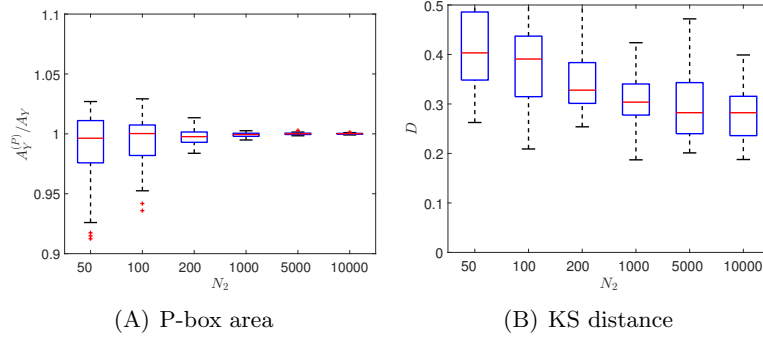 1.1
1.05
1
0.95
0.9
A_Y^{(P)}/A_Y
50 100 200 1000 5000 10000
N_2
(A) P-box area
0.5
0.4
0.3
0.2
0.1
0
D
50 100 200 1000 5000 10000
N_2
(B) KS distance